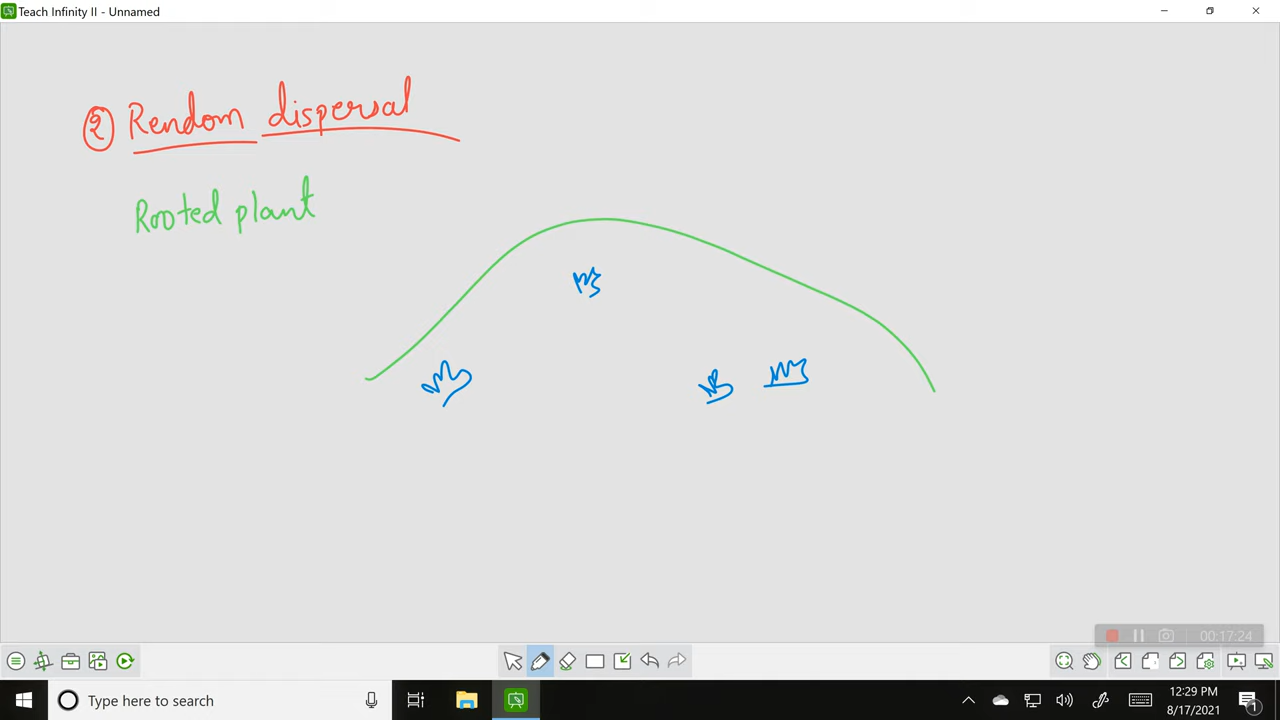 Teach Infinity II - Unnamed
② Rendom dispersal
Rooted plant
00:17:24
Type here to search
12:29 PM
8/17/2021
1